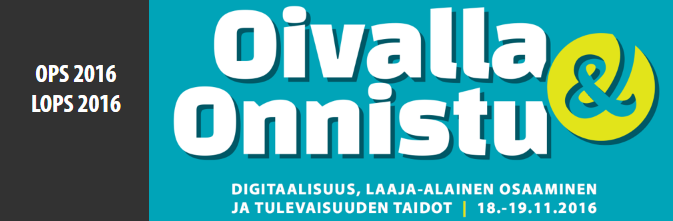 OPS 2016
LOPS 2016
Oivalla &
Onnistu
DIGITAALISUUS, LAAJA-ALAINEN OSAAMINEN
JA TULEVAISUUDEN TAIDOT | 18.-19.11.2016